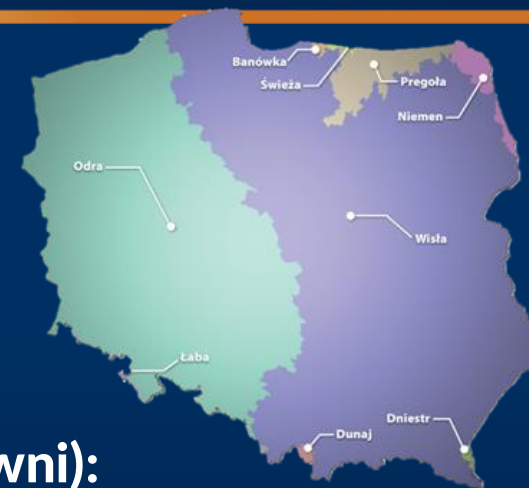 Banówka
Świeża
Pregoła
Niemen
Odra
Wisła
Łaba
Dniestr
Dunaj
wni):